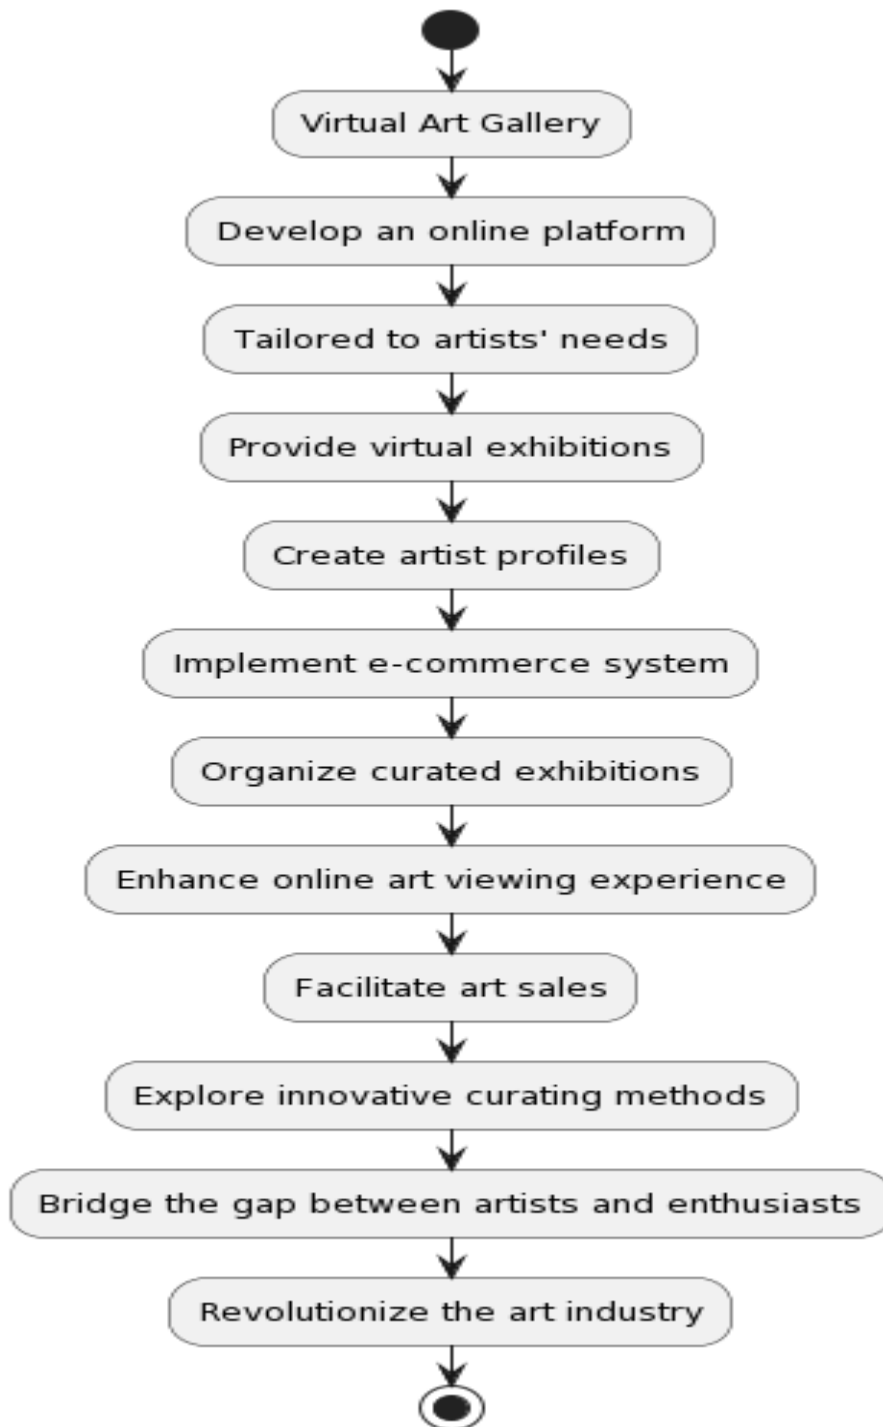 Virtual Art Gallery
Develop an online platform
Tailored to artists' needs
Provide virtual exhibitions
Create artist profiles
Implement e-commerce system
Organize curated exhibitions
Enhance online art viewing experience
Facilitate art sales
Explore innovative curating methods
Bridge the gap between artists and enthusiasts
Revolutionize the art industry